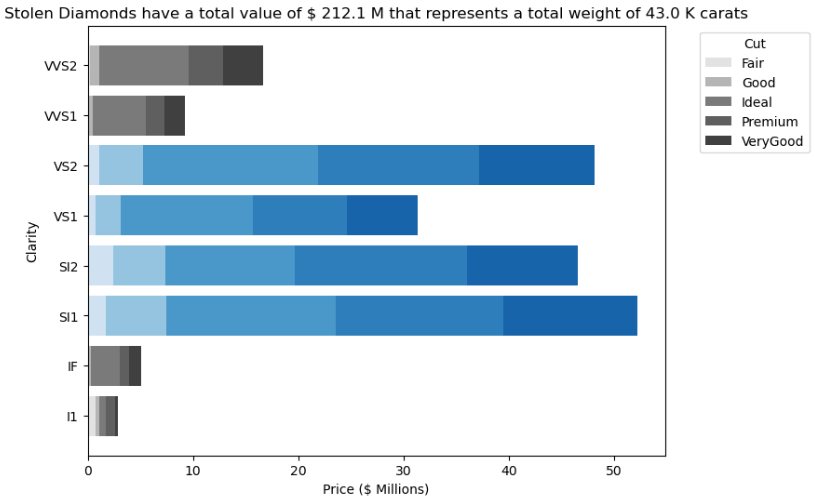 Stolen Diamonds have a total value of $ 212.1 M that represents a total weight of 43.0 K carats
Cut
Fair
Good
Ideal
Premium
VeryGood
Clarity
VVS2
VVS1
VS2
VS1
SI2
SI1
IF
I1
0 10 20 30 40 50
Price ($ Millions)